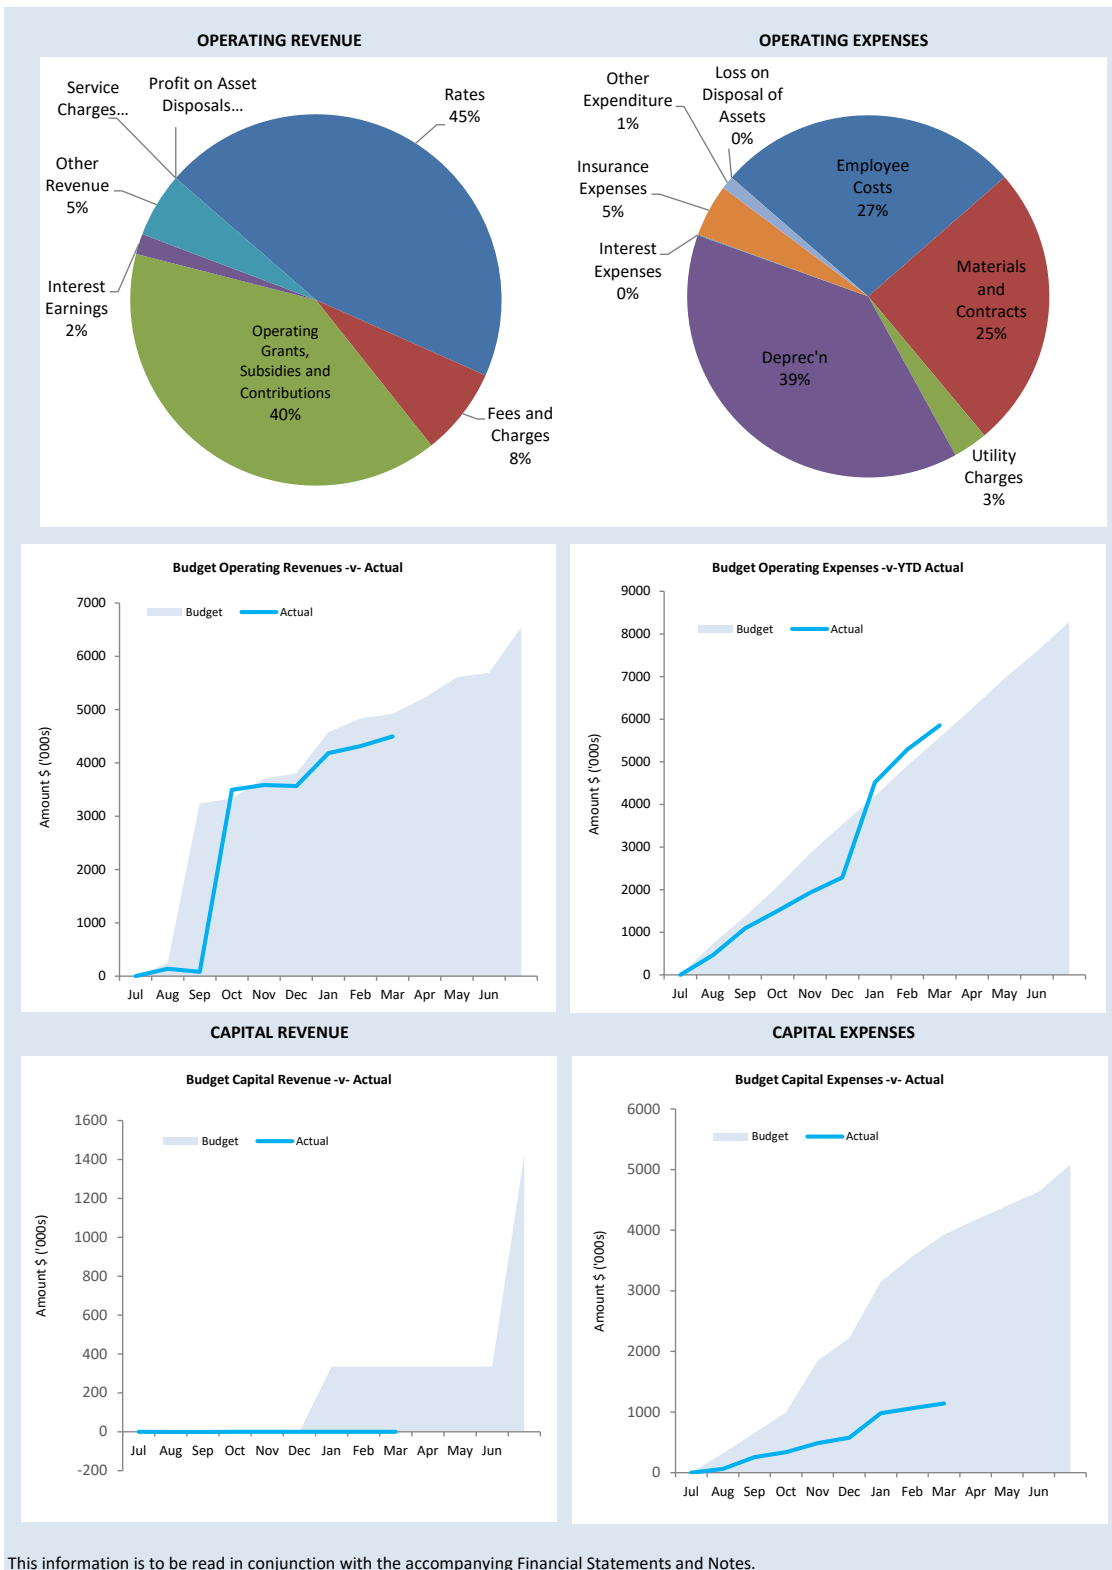 OPERATING REVENUE
OPERATING EXPENSES
Service
Charges...
Profit on Asset
Disposals...
Rates
45%
Other
Revenue
5%
Interest
Earnings
2%
Operating
Grants,
Subsidies and
Contributions
40%
Fees and
Charges
8%
Other
Expenditure
1%
Loss on
Disposal of
Assets
0%
Insurance
Expenses
5%
Interest
Expenses
0%
Employee
Costs
27%
Materials
and
Contracts
25%
Deprec'n
39%
Utility
Charges
3%
Budget Operating Revenues -v- Actual
Budget Actual
Amount $ ('000s)
7000
6000
5000
4000
3000
2000
1000
0
Jul Aug Sep Oct Nov Dec Jan Feb Mar Apr May Jun
Budget Operating Expenses -v-YTD Actual
Budget Actual
Amount $ ('000s)
9000
8000
7000
6000
5000
4000
3000
2000
1000
0
Jul Aug Sep Oct Nov Dec Jan Feb Mar Apr May Jun
CAPITAL REVENUE
CAPITAL EXPENSES
Budget Capital Revenue -v- Actual
Budget Actual
Amount $ ('000s)
1600
1400
1200
1000
800
600
400
200
0
-200
Jul Aug Sep Oct Nov Dec Jan Feb Mar Apr May Jun
Budget Capital Expenses -v- Actual
Budget Actual
Amount $ ('000s)
6000
5000
4000
3000
2000
1000
0
Jul Aug Sep Oct Nov Dec Jan Feb Mar Apr May Jun
This information is to be read in conjunction with the accompanying Financial Statements and Notes.